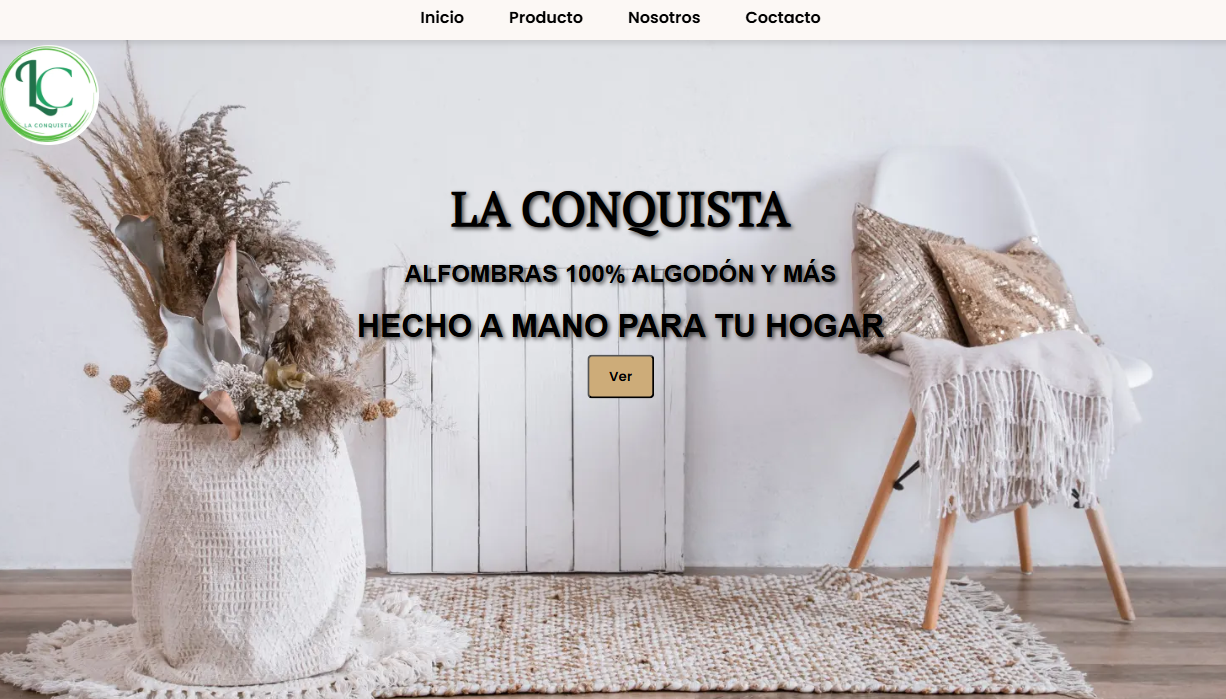 Inicio Producto Nosotros Coctacto
LC
LA CONQUISTA
LA CONQUISTA
ALFOMBRAS 100% ALGODÓN Y MÁS
HECHO A MANO PARA TU HOGAR
Ver